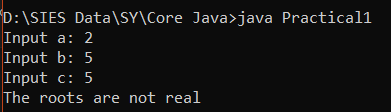 D:\SIES Data\SY\Core Java>java Practical1
Input a: 2
Input b: 5
Input c: 5
The roots are not real